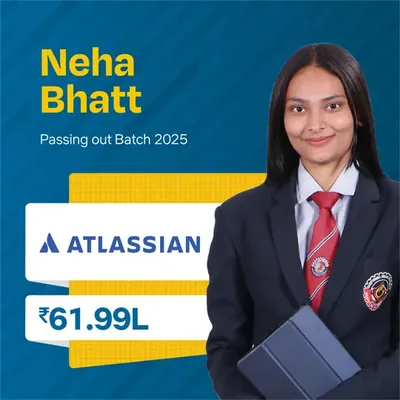 Neha
Bhatt
Passing out Batch 2025
ATLASSIAN
₹61.99L